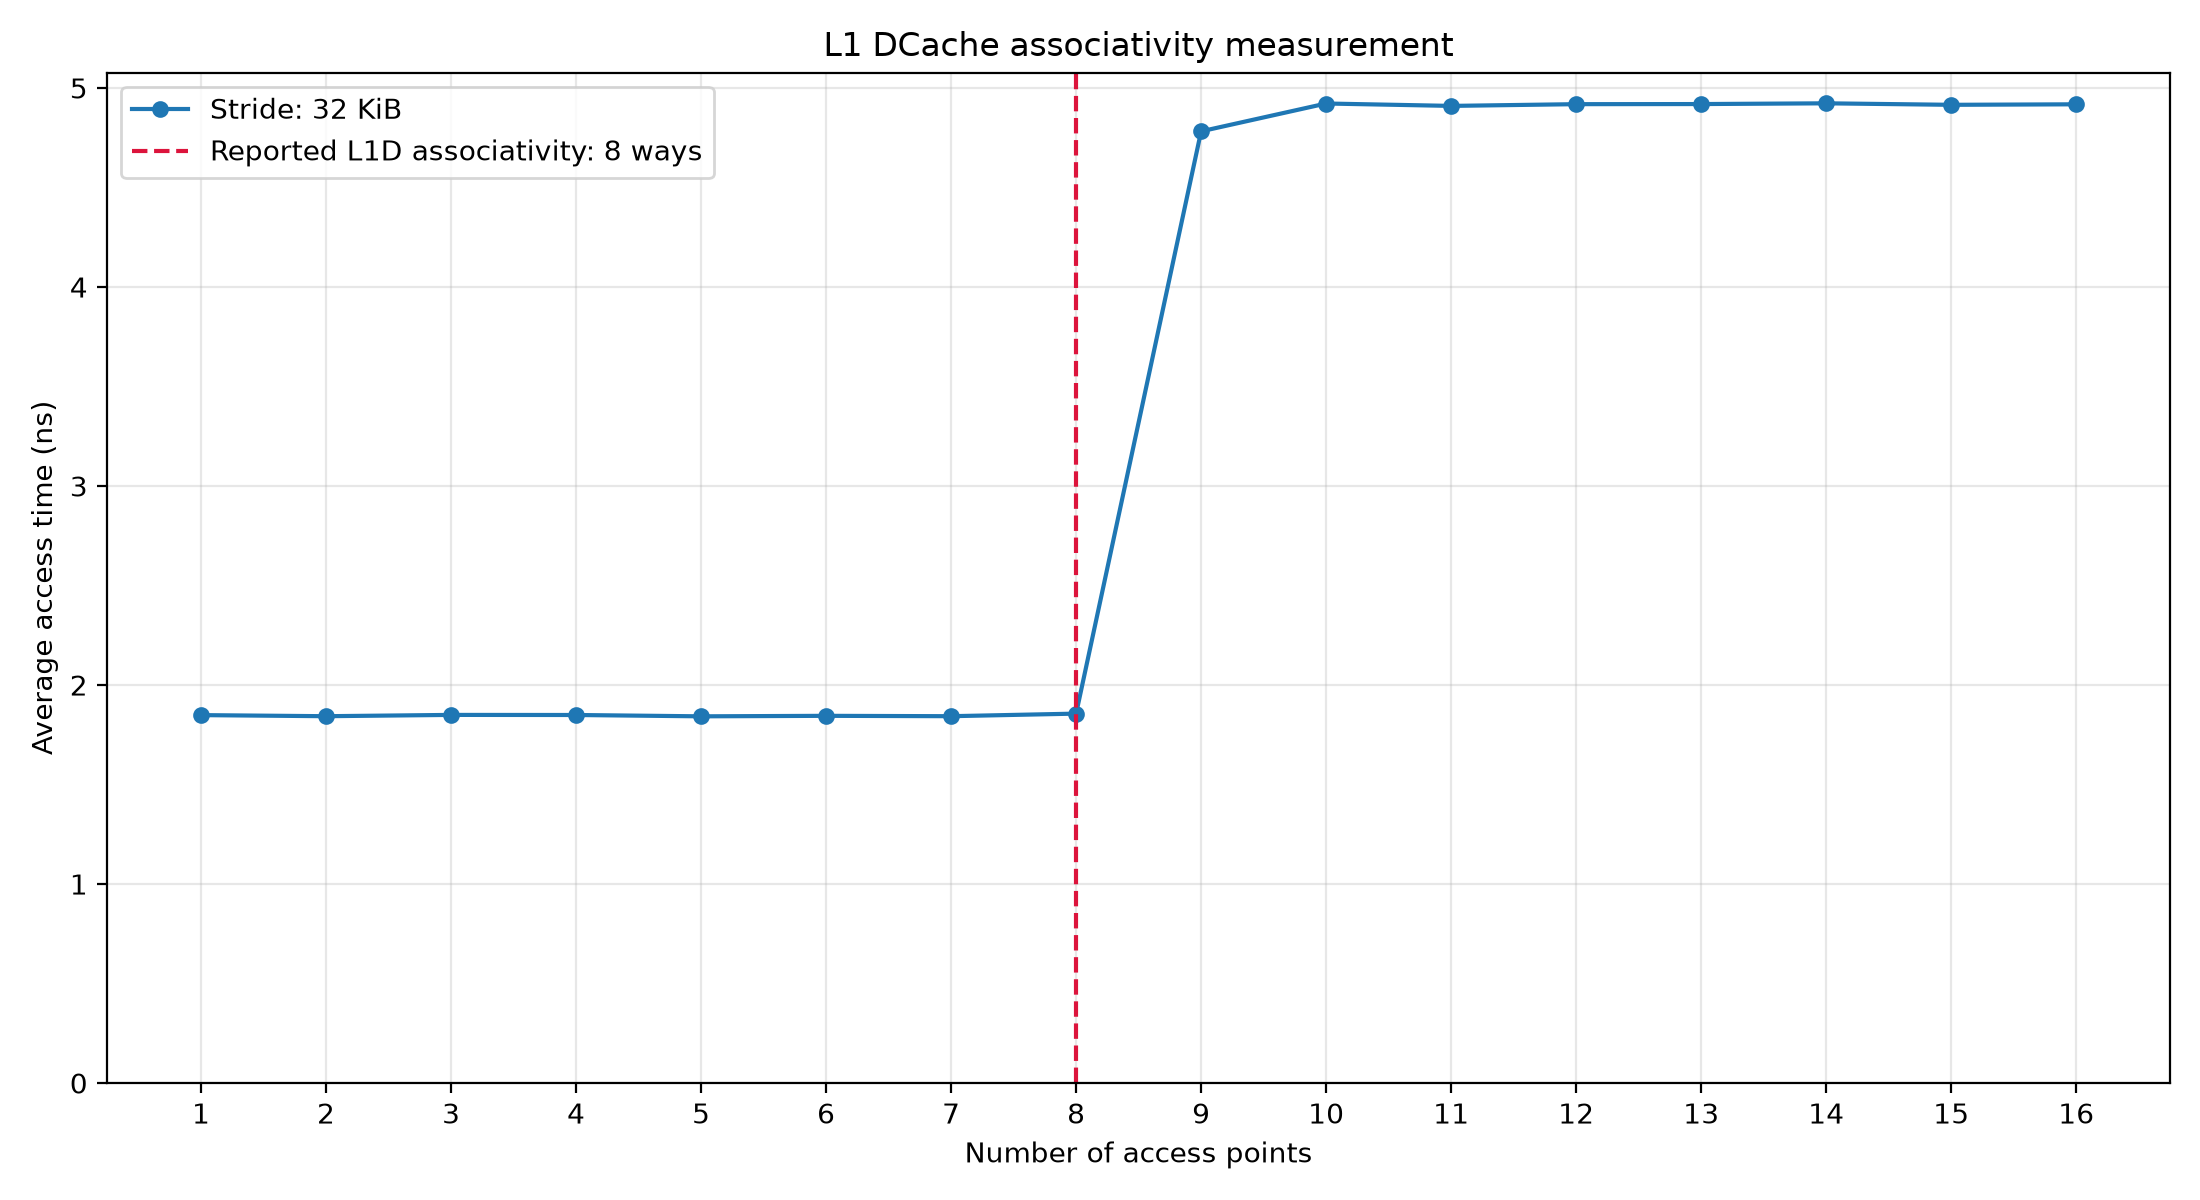 L1 DCache associativity measurement
Stride: 32 KiB
Reported L1D associativity: 8 ways
Average access time (ns)
5
4
3
2
1
0
1 2 3 4 5 6 7 8 9 10 11 12 13 14 15 16
Number of access points